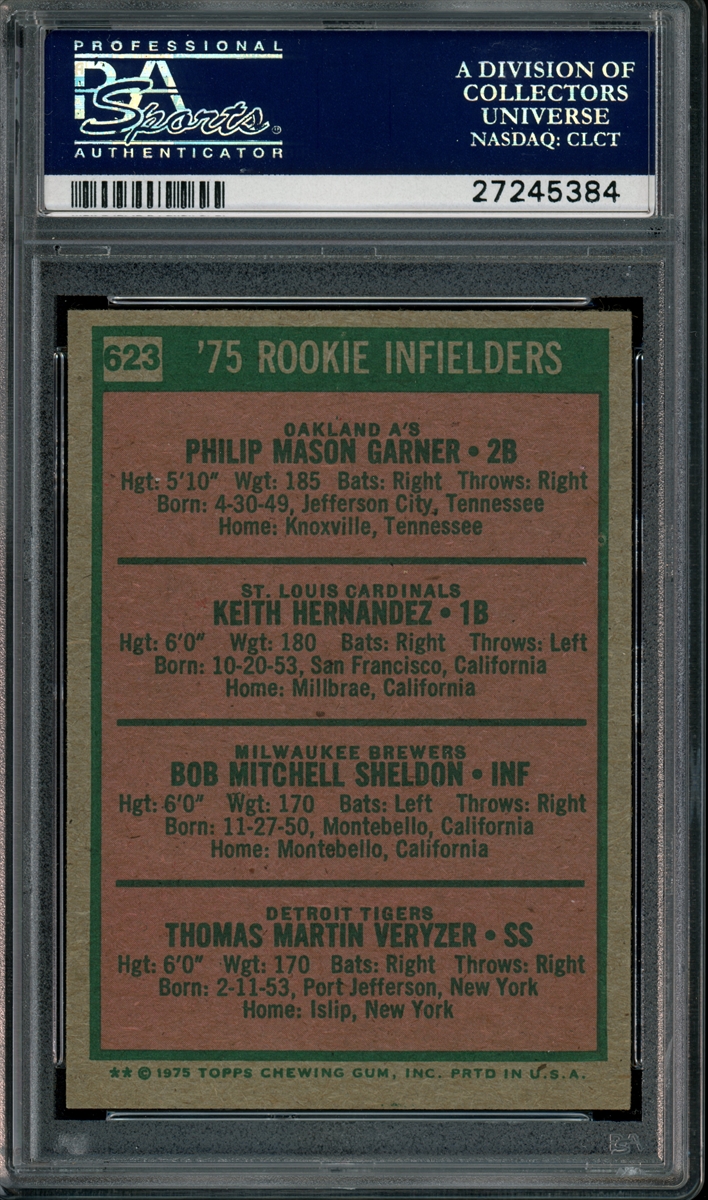 PROFESSIONAL
PSA
Sports
AUTHENTICATOR
A DIVISION OF
COLLECTORS
UNIVERSE
NASDAQ: CLCT
27245384
623 '75 ROOKIE INFIELDERS
OAKLAND A'S
PHILIP MASON GARNER • 2B
Hgt: 5'10" Wgt: 185 Bats: Right Throws: Right
Born: 4-30-49, Jefferson City, Tennessee
Home: Knoxville, Tennessee
ST. LOUIS CARDINALS
KEITH HERNANDEZ • 1B
Hgt: 6'0" Wgt: 180 Bats: Right Throws: Left
Born: 10-20-53, San Francisco, California
Home: Millbrae, California
MILWAUKEE BREWERS
BOB MITCHELL SHELDON • INF
Hgt: 6'0" Wgt: 170 Bats: Left Throws: Right
Born: 11-27-50, Montebello, California
Home: Montebello, California
DETROIT TIGERS
THOMAS MARTIN VERYZER • SS
Hgt: 6'0" Wgt: 170 Bats: Right Throws: Right
Born: 2-11-53, Port Jefferson, New York
Home: Islip, New York
** © 1975 TOPPS CHEWING GUM, INC. PRTD IN U.S.A.